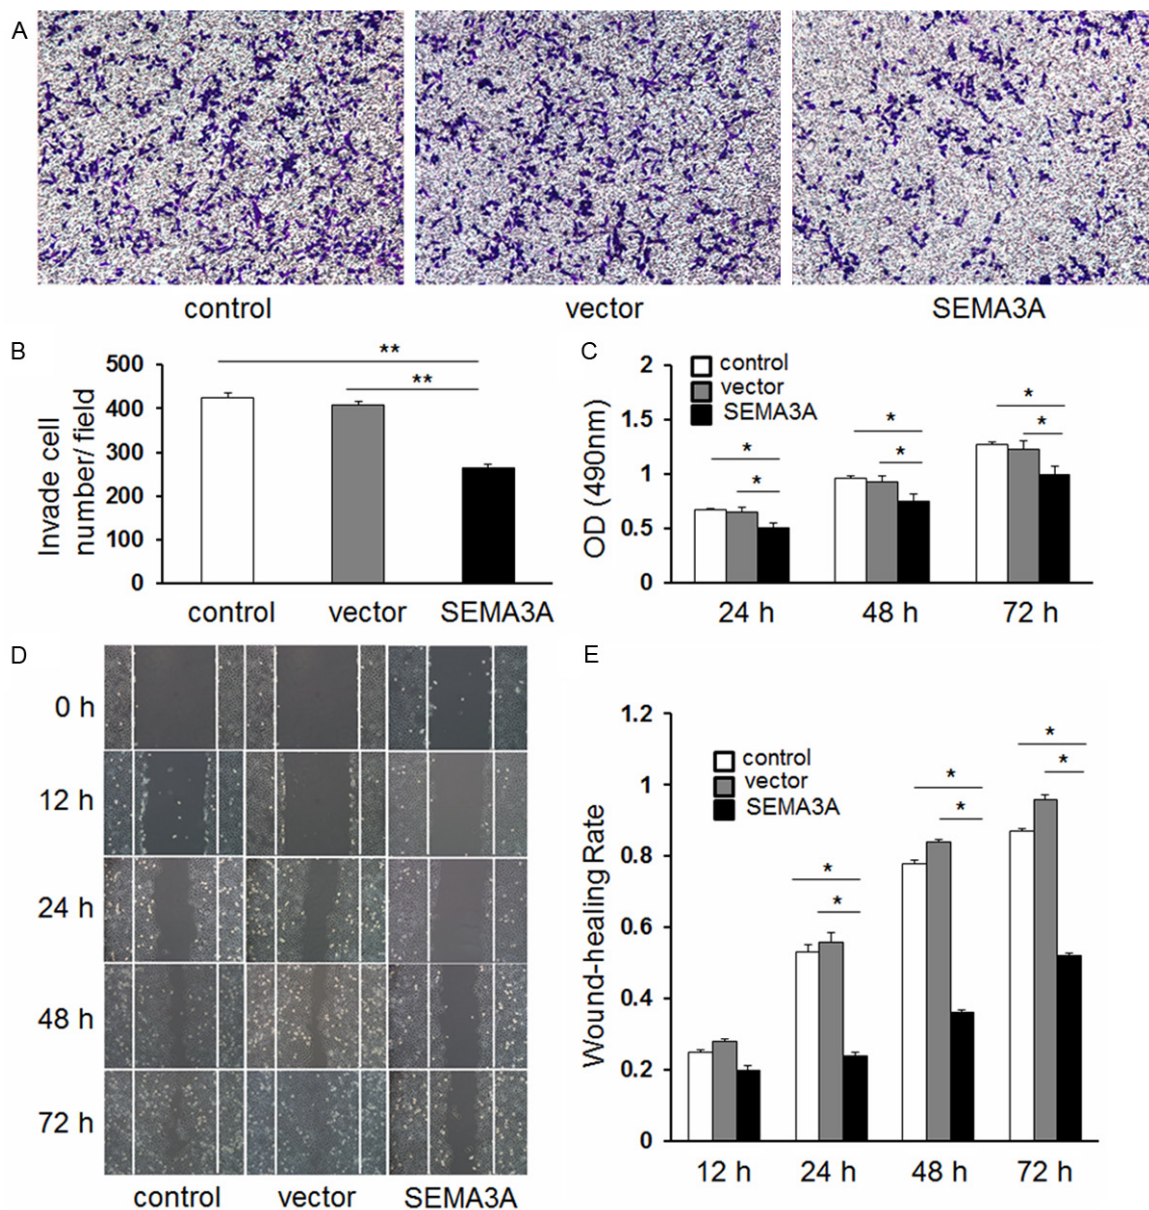 A
control vector SEMA3A
B
Invade cell
number/ field
500
400
300
200
100
0
**
**
control vector SEMA3A
C
OD (490nm)
2
1.5
1
0.5
0
control
vector
SEMA3A
* * *
* * *
24 h 48 h 72 h
D
0 h
12 h
24 h
48 h
72 h
control vector SEMA3A
E
Wound-healing Rate
1.2
1
0.8
0.6
0.4
0.2
0
control
vector
SEMA3A
* * *
* * *
12 h 24 h 48 h 72 h